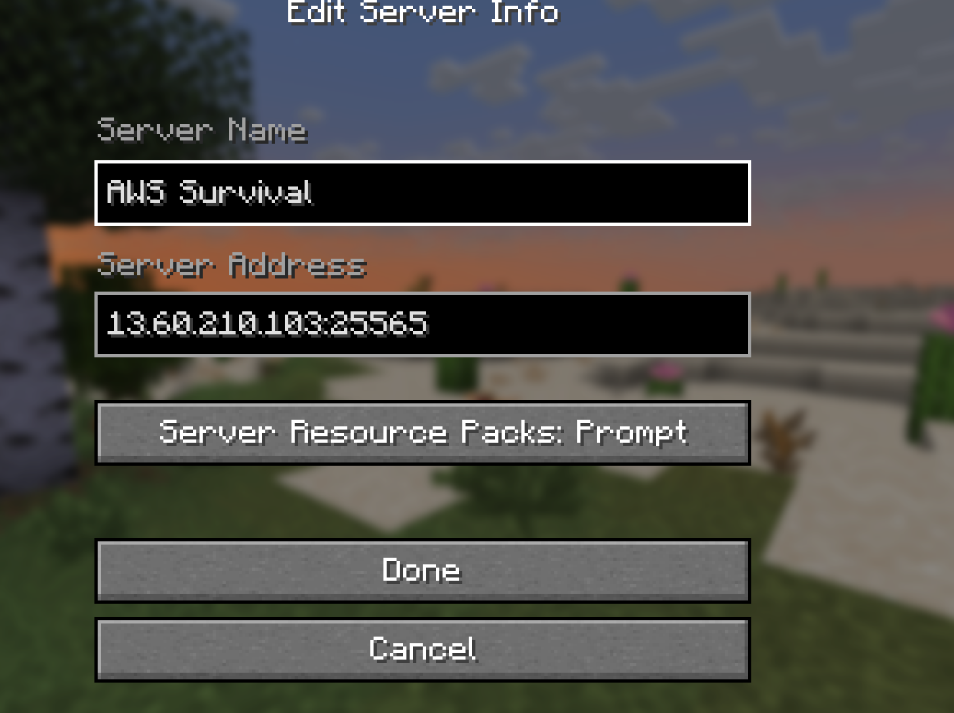 Edit Server Info
Server Name
AWS Survival
Server Address
13.60.210.103:25565
Server Resource Packs: Prompt
Done
Cancel